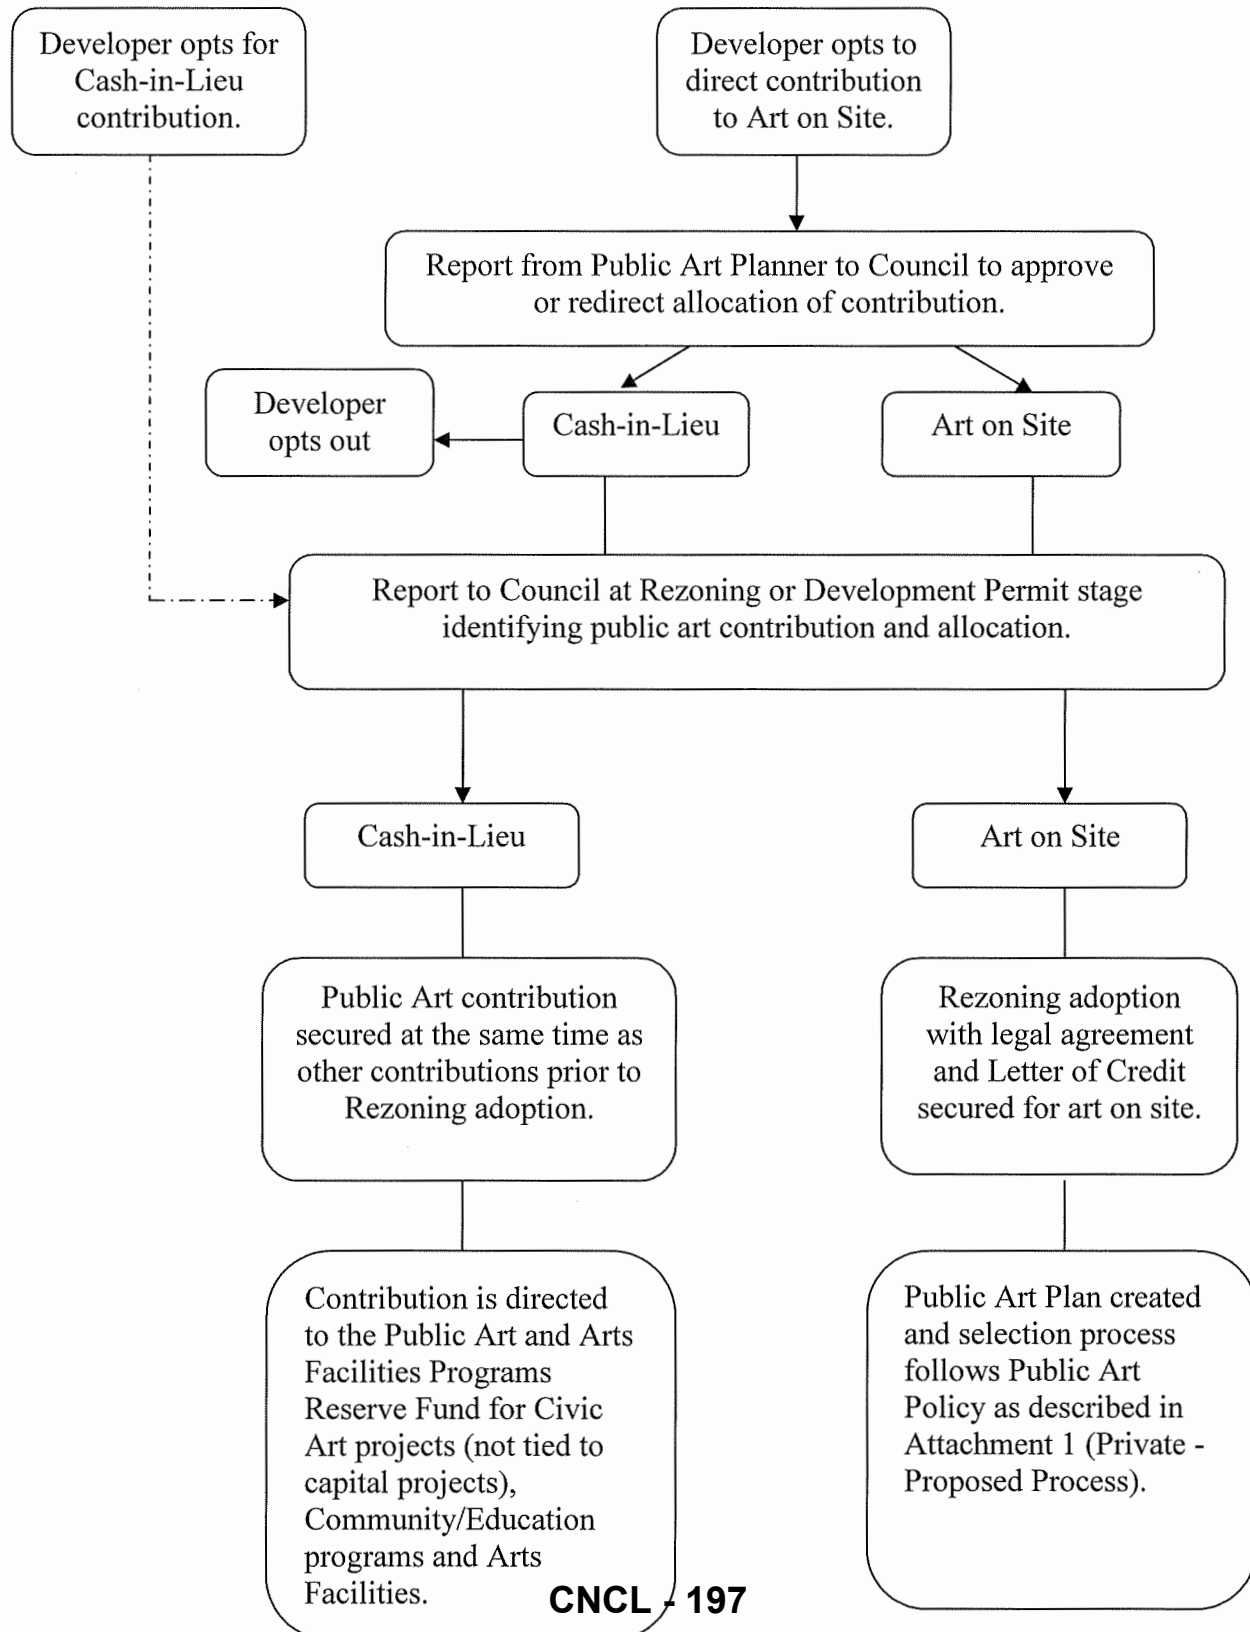 Developer opts for
Cash-in-Lieu
contribution.
Developer opts to
direct contribution
to Art on Site.
Report from Public Art Planner to Council to approve
or redirect allocation of contribution.
Developer
opts out
Cash-in-Lieu
Art on Site
Report to Council at Rezoning or Development Permit stage
identifying public art contribution and allocation.
Cash-in-Lieu
Art on Site
Public Art contribution
secured at the same time as
other contributions prior to
Rezoning adoption.
Rezoning adoption
with legal agreement
and Letter of Credit
secured for art on site.
Contribution is directed
to the Public Art and Arts
Facilities Programs
Reserve Fund for Civic
Art projects (not tied to
capital projects),
Community/Education
programs and Arts
Facilities.
Public Art Plan created
and selection process
follows Public Art
Policy as described in
Attachment 1 (Private -
Proposed Process).
CNCL - 197